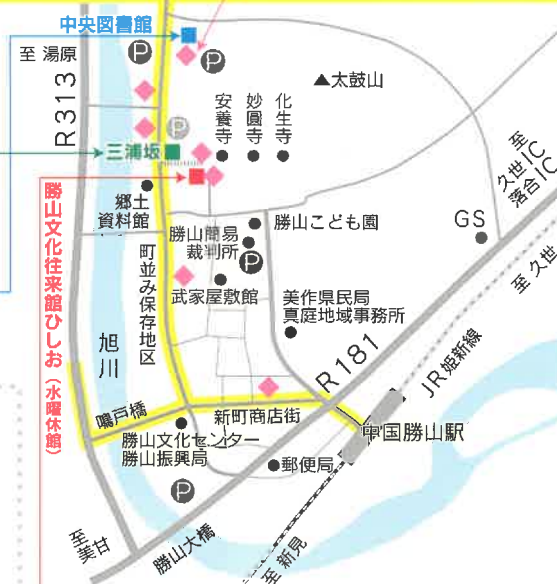 中央図書館
至 湯原
R313
P
P
▲太鼓山
安養寺
妙圓寺
化生寺
P
三浦坂
至
久世IC
落合IC
郷土
資料館
勝山文化往来館ひしお（水曜休館）
勝山簡易
裁判所
勝山こども園
GS
P
町並み保存地区
武家屋敷館
美作県民局
真庭地域事務所
至 久世
旭川
R181
JR姫新線
鳴戸橋
新町商店街
中国勝山駅
勝山文化センター
勝山振興局
郵便局
P
至
美甘
勝山大橋
至 新見